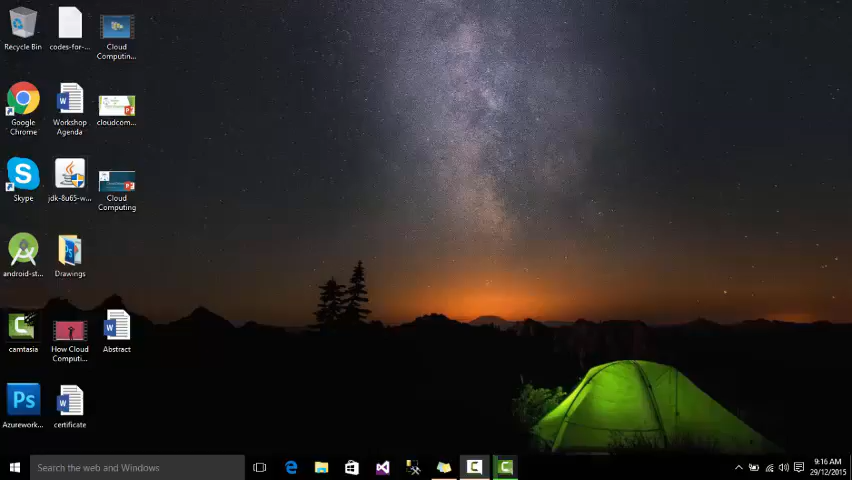 Recycle Bin
codes-for-...
Cloud
Computin...
Google
Chrome
Workshop
Agenda
cloudcom...
Skype
jdk-8u65-w...
Cloud
Computing
android-st...
Drawings
camtasia
How Cloud
Computi...
Abstract
Azurework...
certificate
Search the web and Windows
9:16 AM
29/12/2015